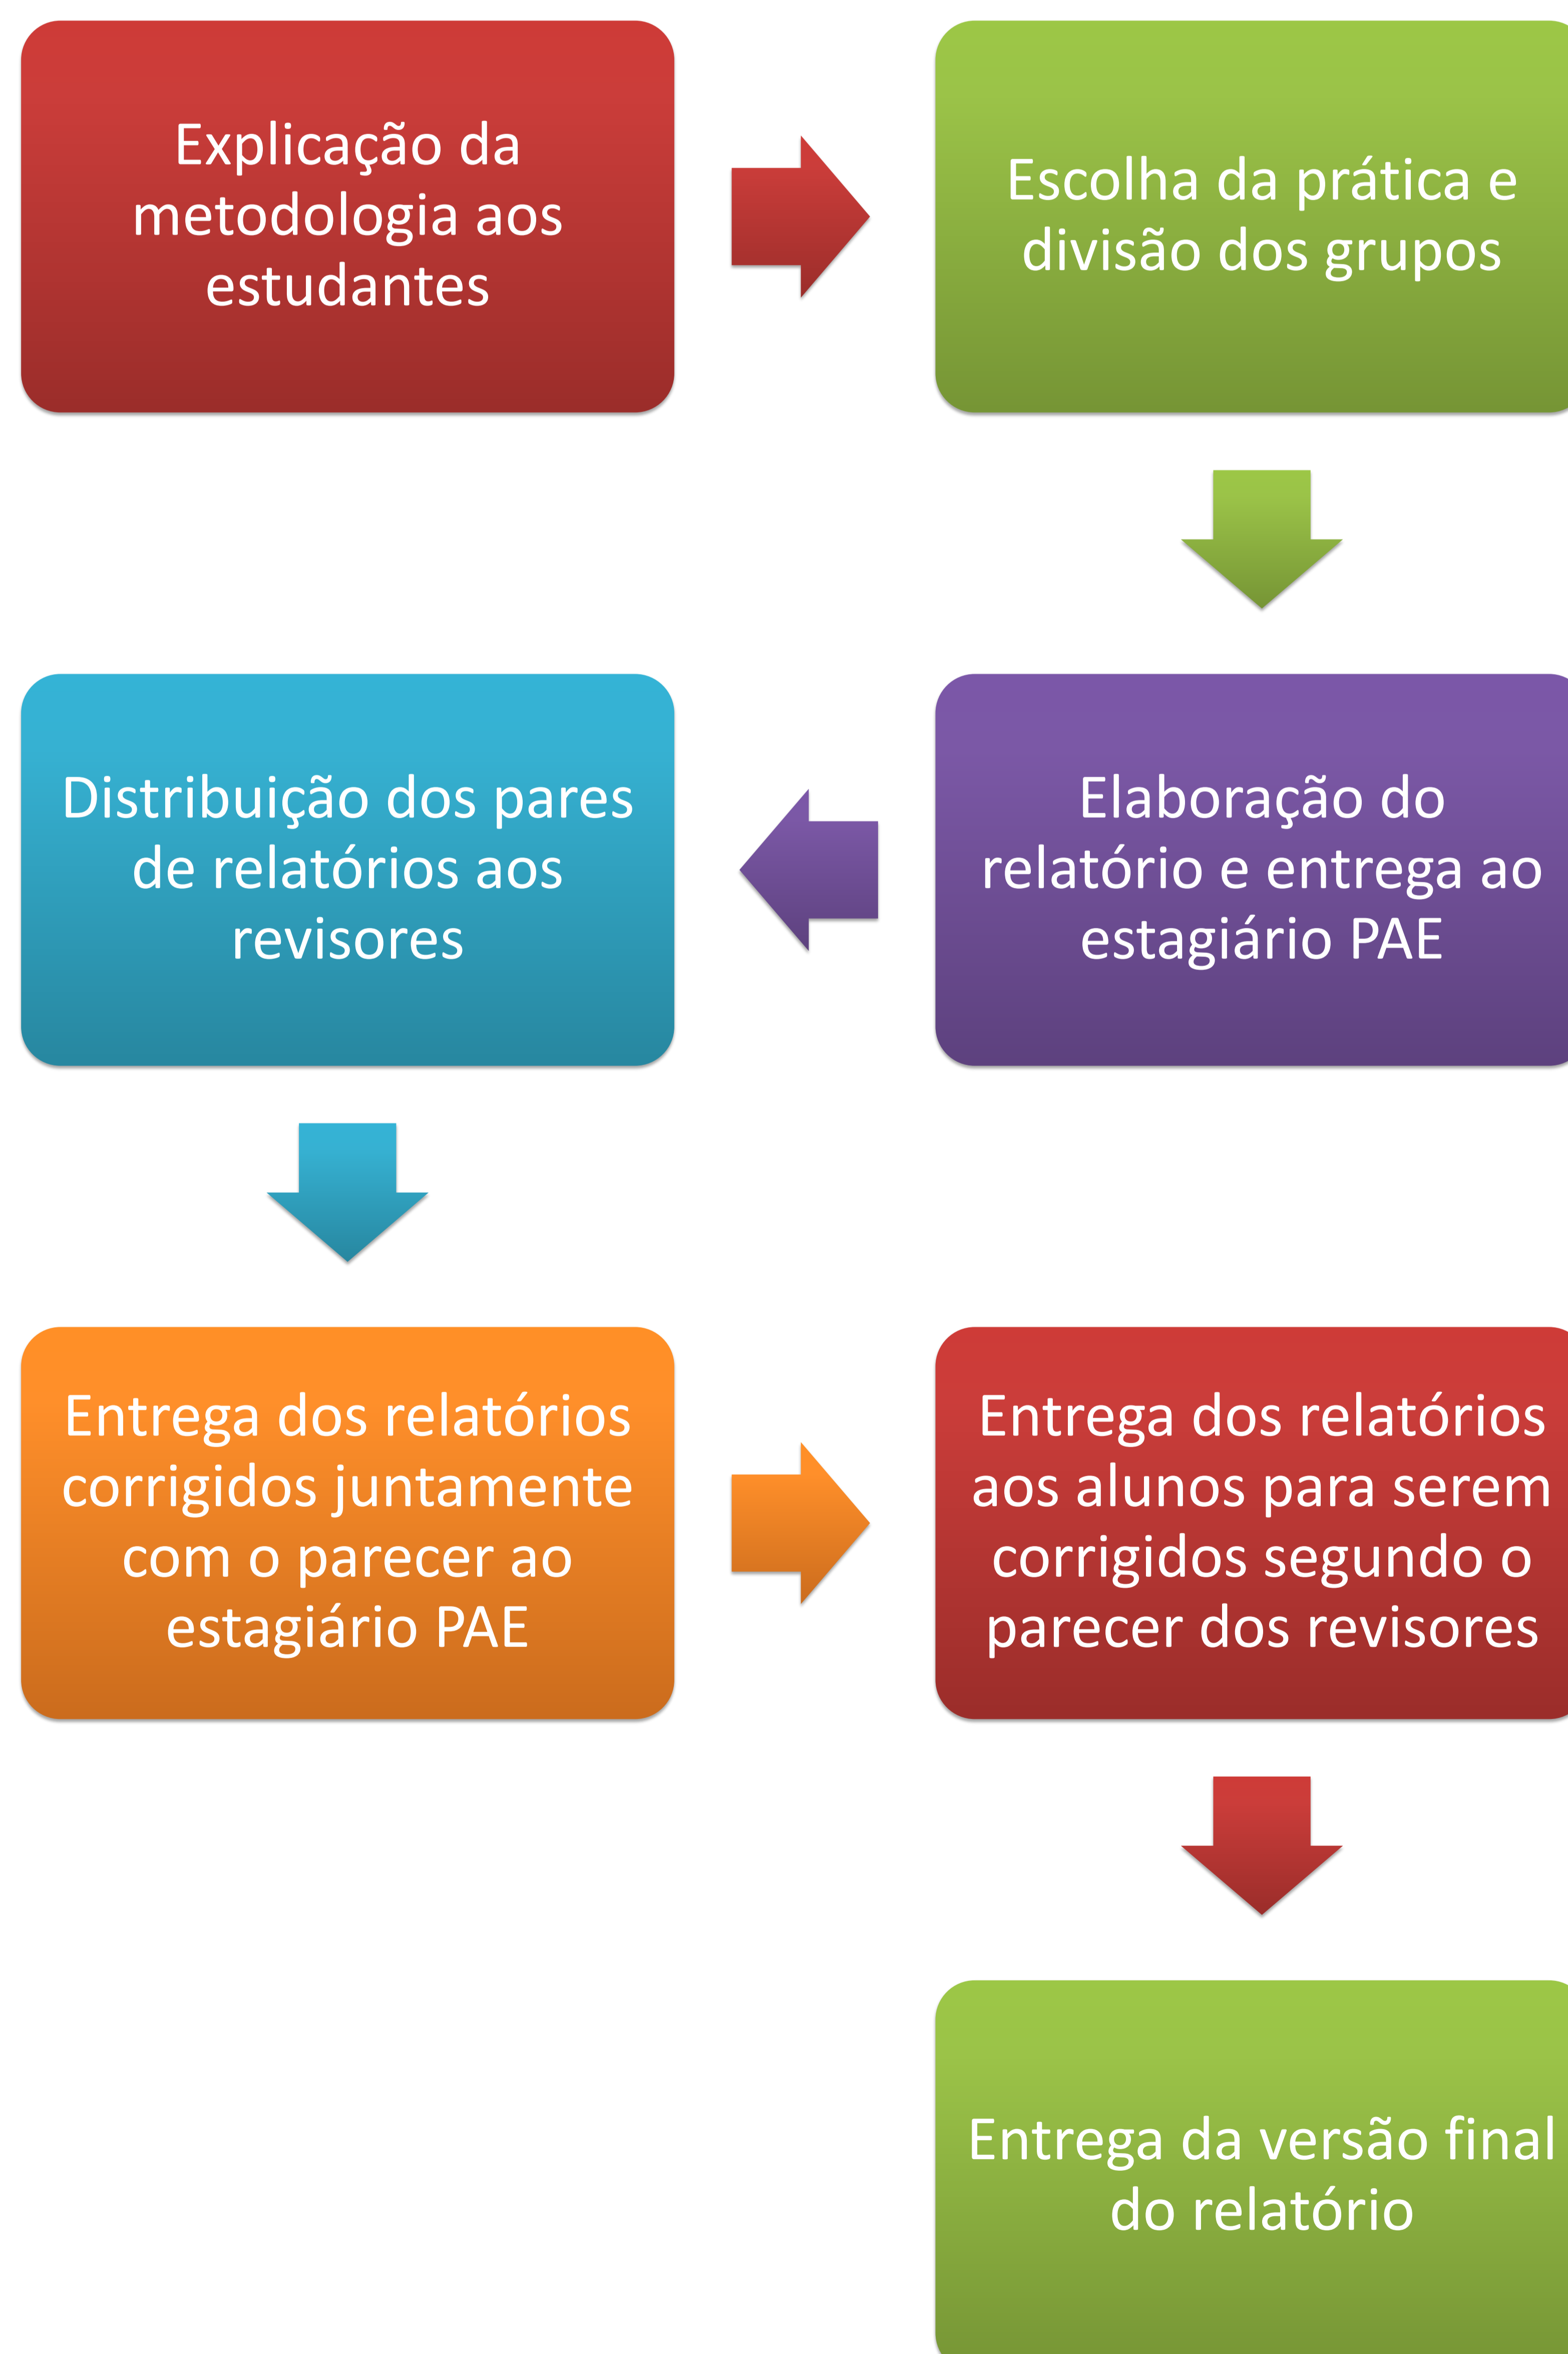 Explicação da
metodologia aos
estudantes
Escolha da prática e
divisão dos grupos
Elaboração do
relatório e entrega ao
estagiário PAE
Distribuição dos pares
de relatórios aos
revisores
Entrega dos relatórios
corrigidos juntamente
com o parecer ao
estagiário PAE
Entrega dos relatórios
aos alunos para serem
corrigidos segundo o
parecer dos revisores
Entrega da versão final
do relatório